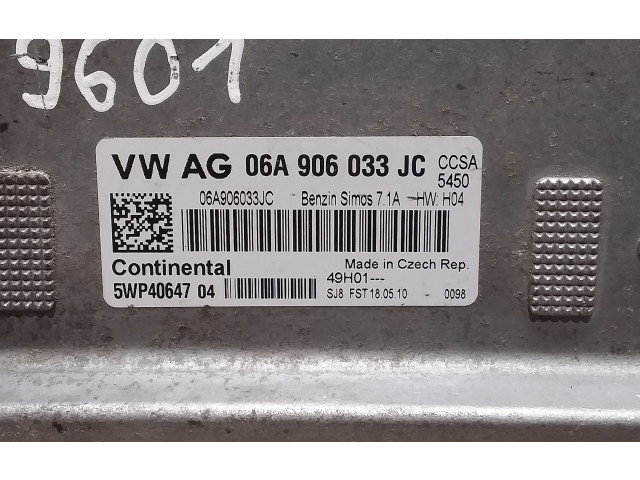 9601
VW AG 06A 906 033 JC CCSA
5450
06A906033JC Benzin Simos 7.1A HW: H04
Continental Made in Czech Rep.
49H01---
5WP40647 04 SJ8 FST 18.05.10 - 0098